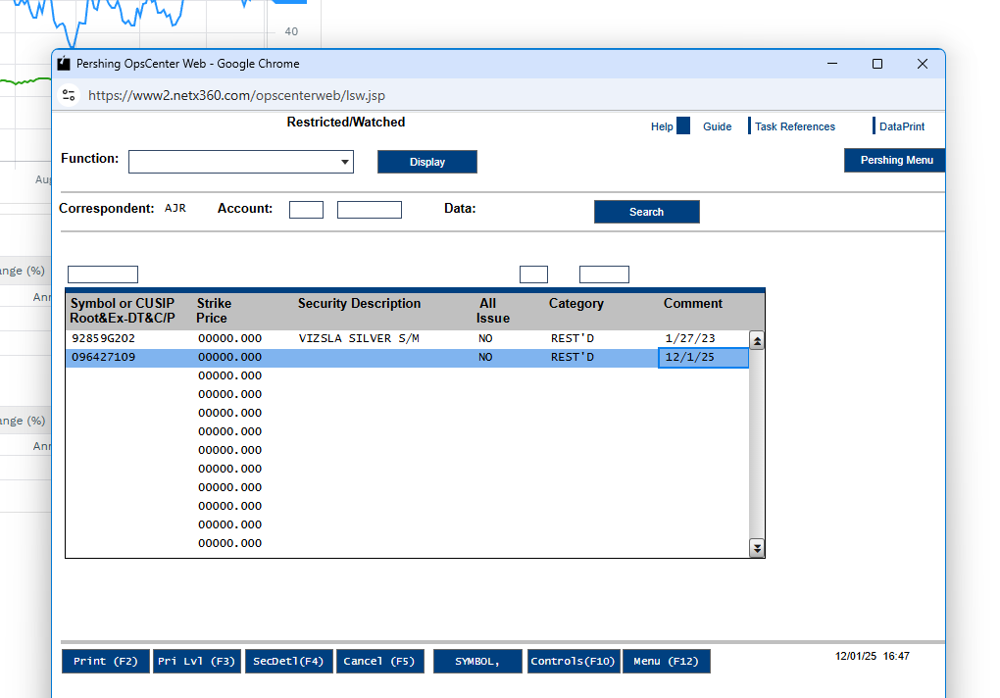 40
Pershing OpsCenter Web - Google Chrome
https://www2.netx360.com/opscenterweb/lsw.jsp
Restricted/Watched
Help Guide Task References DataPrint
Function: Display Pershing Menu
Aug
Correspondent: AJR Account: Data: Search
ange (%)
Ann
Symbol or CUSIP Strike Security Description All Category Comment
Root&Ex-DT&C/P Price Issue
92859G202 00000.000 VIZSLA SILVER S/M NO REST'D 1/27/23
096427109 00000.000 NO REST'D 12/1/25
00000.000
00000.000
00000.000
ange (%)
00000.000
Ann
00000.000
00000.000
00000.000
00000.000
00000.000
00000.000
Print (F2) Pri Lvl (F3) SecDetl(F4) Cancel (F5) SYMBOL, Controls(F10) Menu (F12) 12/01/25 16:47